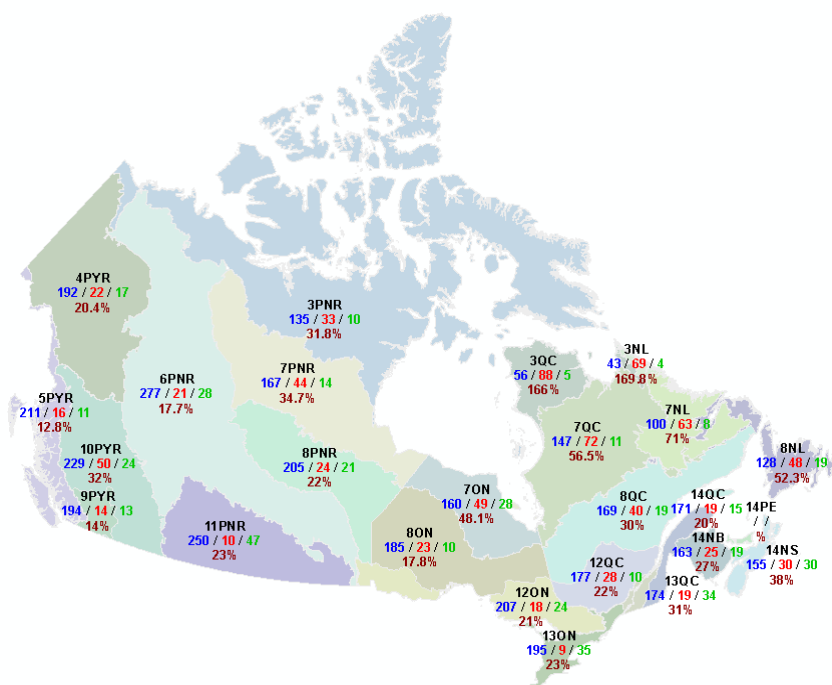 4PYR
192 / 22 / 17
20.4%
3PNR
135 / 33 / 10
31.8%
3QC
56 / 88 / 5
166%
3NL
43 / 69 / 4
169.8%
6PNR
277 / 21 / 28
17.7%
7PNR
167 / 44 / 14
34.7%
5PYR
211 / 16 / 11
12.8%
7NL
100 / 63 / 8
71%
7QC
147 / 72 / 11
56.5%
10PYR
229 / 50 / 24
32%
8PNR
205 / 24 / 21
22%
8NL
128 / 48 / 19
52.3%
9PYR
194 / 14 / 13
14%
7ON
160 / 49 / 28
48.1%
8QC
169 / 40 / 19
30%
14QC
171 / 19 / 15
20%
14PE
/ /
%
11PNR
250 / 10 / 47
23%
8ON
185 / 23 / 10
17.8%
14NB
163 / 25 / 19
27%
14NS
155 / 30 / 30
38%
12QC
177 / 28 / 10
22%
13QC
174 / 19 / 34
31%
12ON
207 / 18 / 24
21%
13ON
195 / 9 / 35
23%